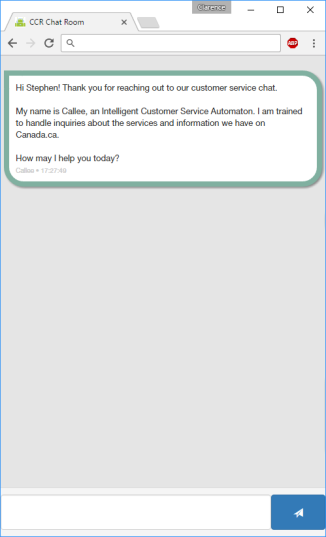 Clarence
CCR Chat Room
ABP
Hi Stephen! Thank you for reaching out to our customer service chat.
My name is Callee, an Intelligent Customer Service Automaton. I am trained
to handle inquiries about the services and information we have on
Canada.ca.
How may I help you today?
Callee • 17:27:49